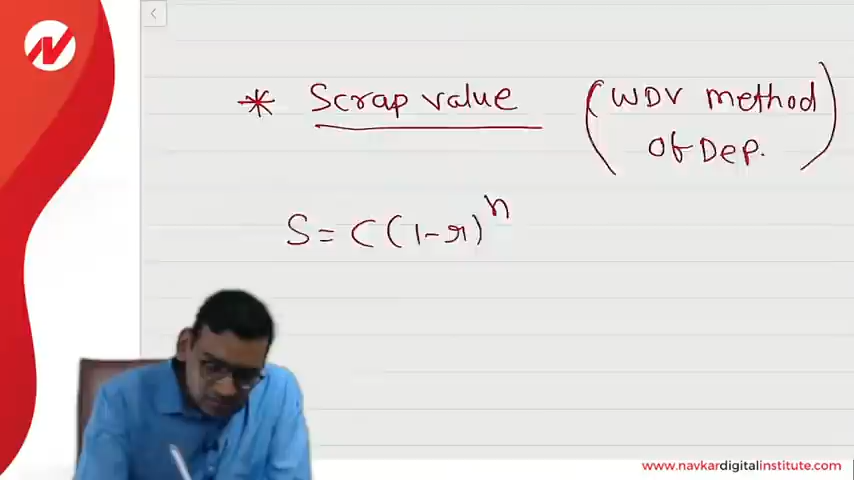 * Scrap value (WDV method of Dep.)
S = C(1-r)^n
www.navkardigitalinstitute.com